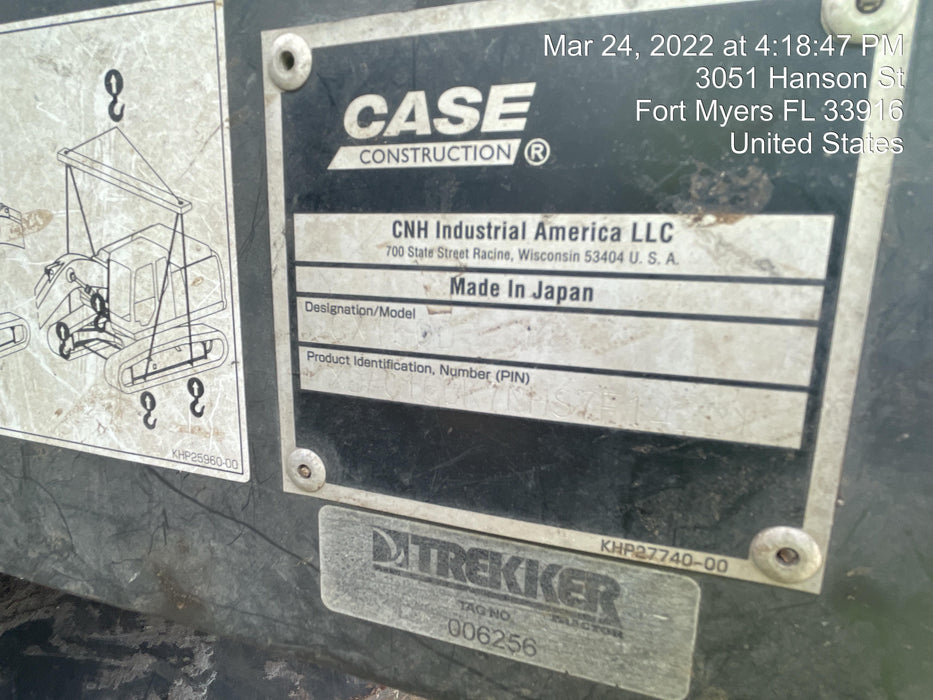 Mar 24, 2022 at 4:18:47 PM
3051 Hanson St
Fort Myers FL 33916
United States
CASE
CONSTRUCTION ®
CNH Industrial America LLC
700 State Street Racine, Wisconsin 53404 U. S. A.
Made In Japan
Designation/Model
Product Identification, Number (PIN)
KHP25960-00
KHP27740-00
TREKKER
TAG NO.
006256